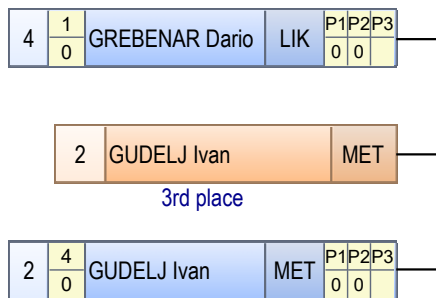 4 1 0 GREBENAR Dario LIK P1 P2 P3 0 0
2 GUDELJ Ivan MET
3rd place
2 4 0 GUDELJ Ivan MET P1 P2 P3 0 0